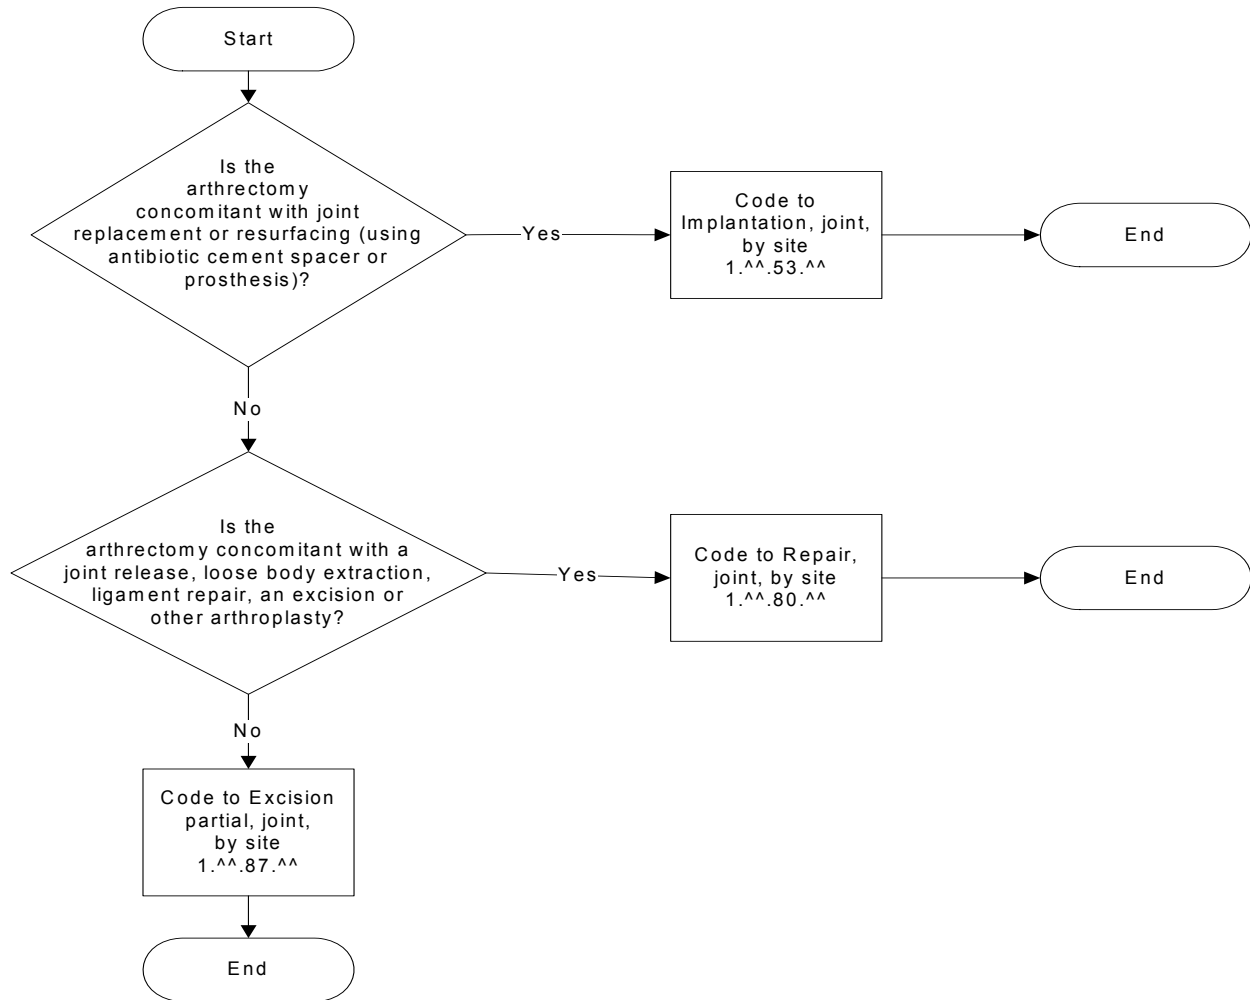 Start
Is the
arthrectomy
concomitant with joint
replacement or resurfacing (using
antibiotic cement spacer or
prosthesis)?
Yes
Code to
Implantation, joint,
by site
1.^^.53.^^
End
No
Is the
arthrectomy concomitant with a
joint release, loose body extraction,
ligament repair, an excision or
other arthroplasty?
Yes
Code to Repair,
joint, by site
1.^^.80.^^
End
No
Code to Excision
partial, joint,
by site
1.^^.87.^^
End